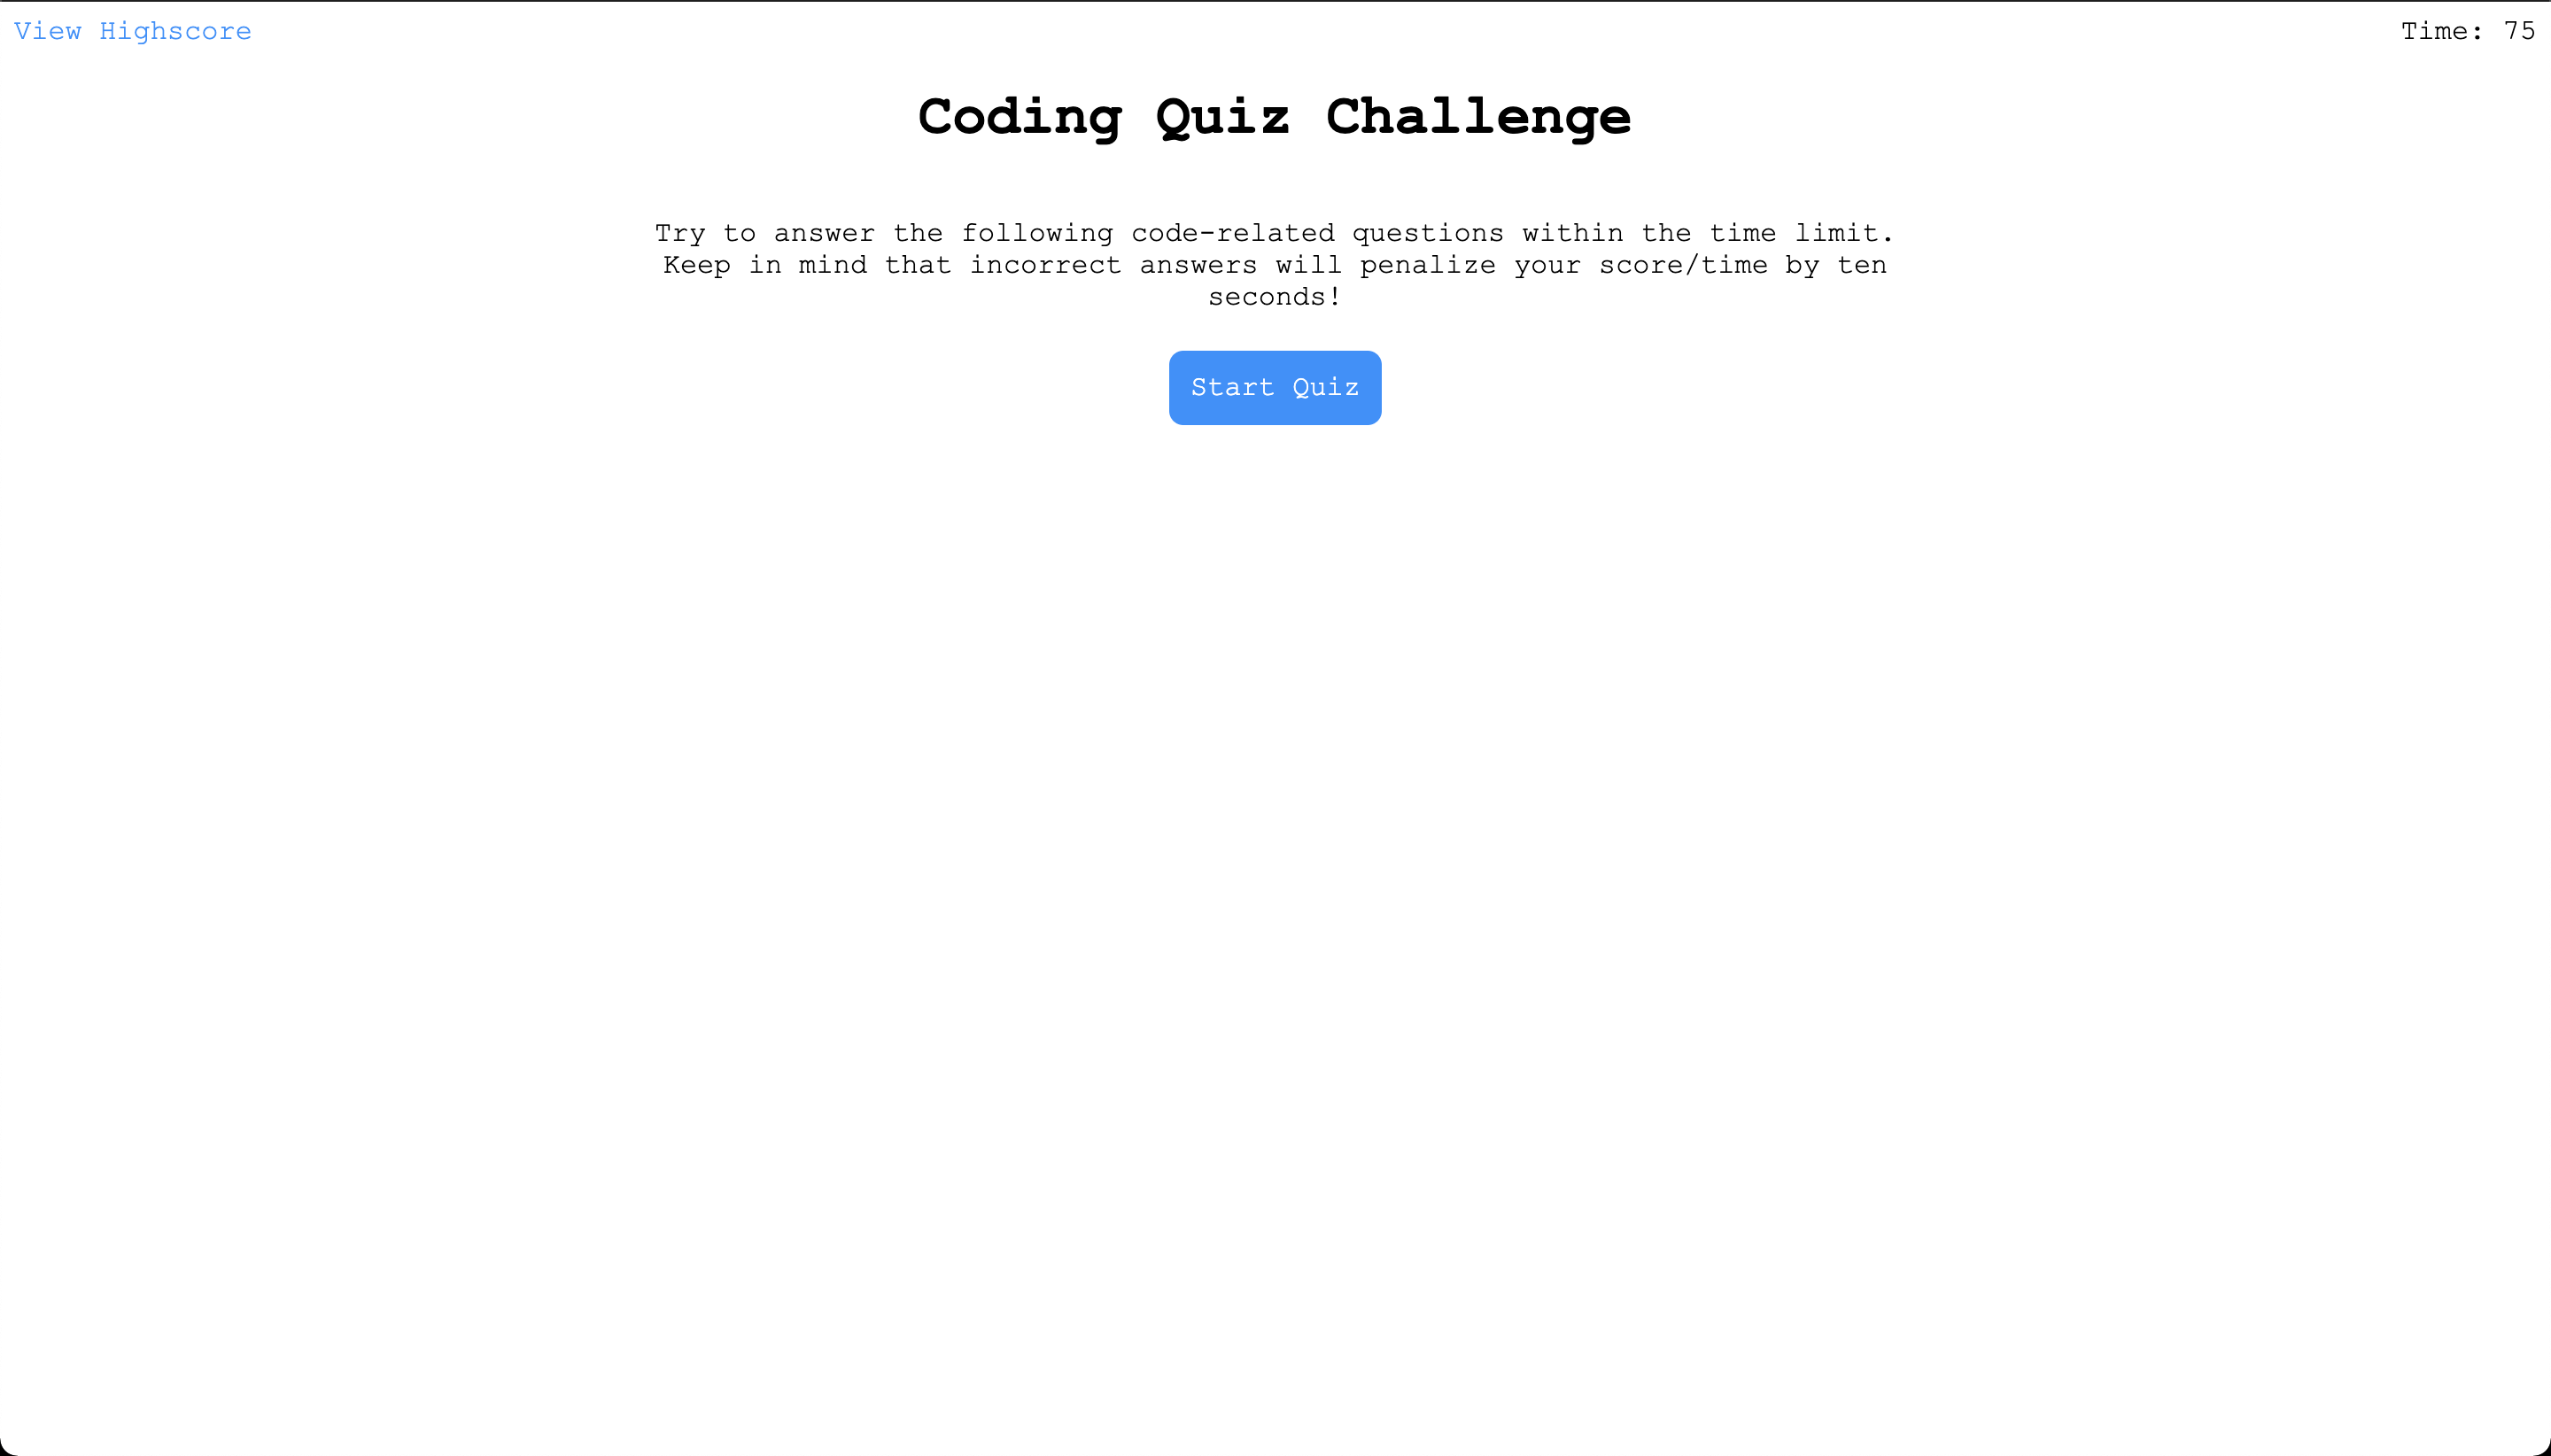 View Highscore
Time: 75
Coding Quiz Challenge
Try to answer the following code-related questions within the time limit.
Keep in mind that incorrect answers will penalize your score/time by ten
seconds!
Start Quiz